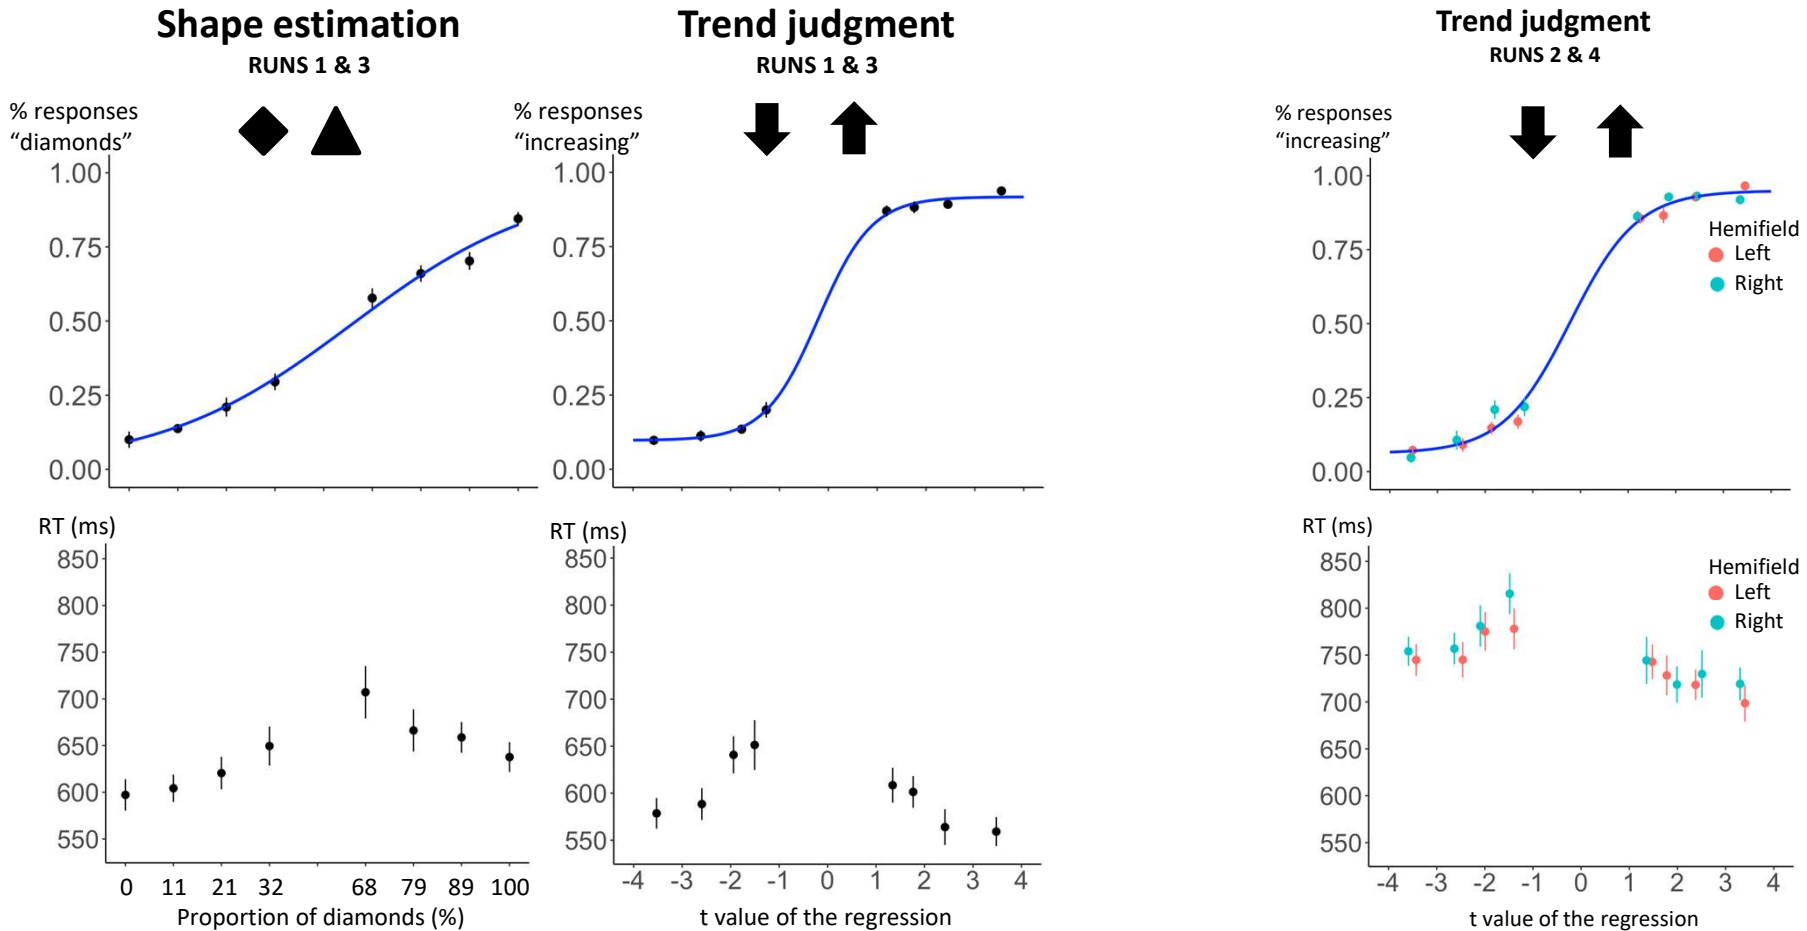 Shape estimation
RUNS 1 & 3
% responses
“diamonds”
1.00
0.75
0.50
0.25
0.00
RT (ms)
850
800
750
700
650
600
550
0 11 21 32 68 79 89 100
Proportion of diamonds (%)
Trend judgment
RUNS 1 & 3
% responses
“increasing”
1.00
0.75
0.50
0.25
0.00
RT (ms)
850
800
750
700
650
600
550
-4 -3 -2 -1 0 1 2 3 4
t value of the regression
Trend judgment
RUNS 2 & 4
% responses
“increasing”
1.00
0.75
0.50
0.25
0.00
Hemifield
Left
Right
RT (ms)
850
800
750
700
650
600
550
Hemifield
Left
Right
-4 -3 -2 -1 0 1 2 3 4
t value of the regression